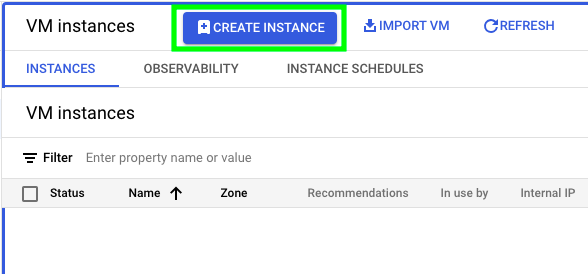 VM instances CREATE INSTANCE IMPORT VM REFRESH
INSTANCES OBSERVABILITY INSTANCE SCHEDULES
VM instances
Filter Enter property name or value
Status Name Zone Recommendations In use by Internal IP